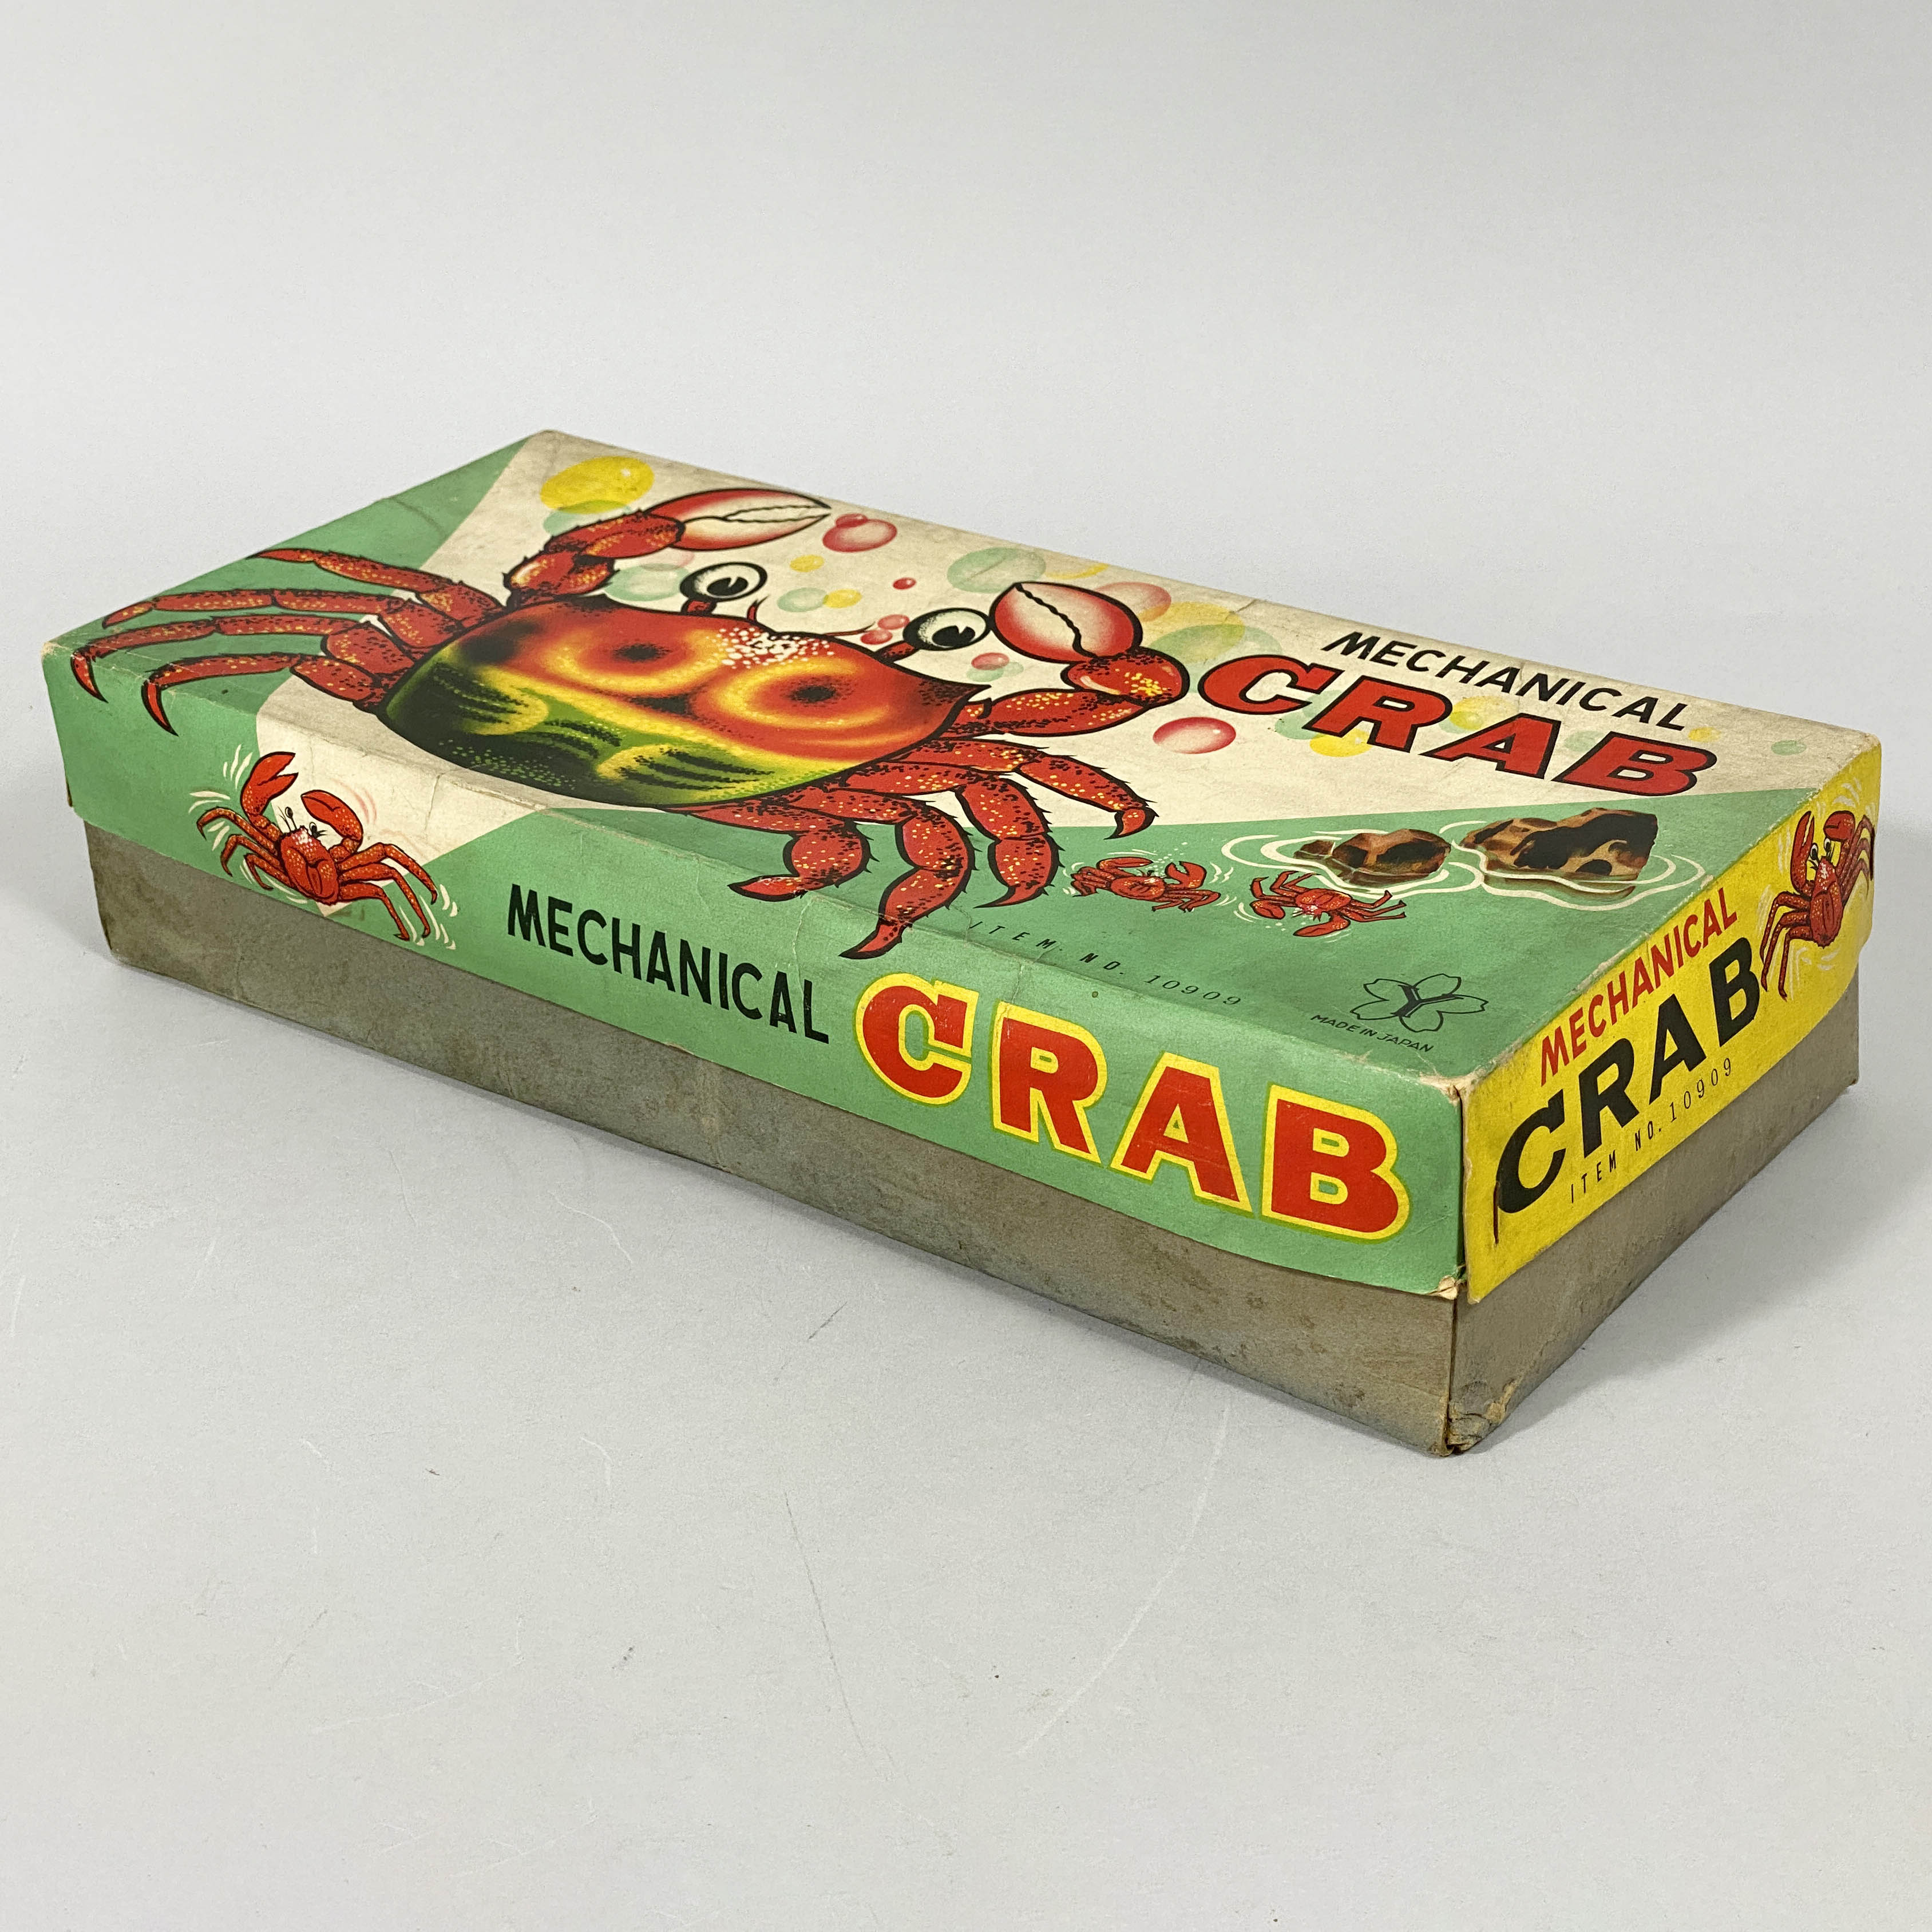 MECHANICAL
CRAB
ITEM. NO. 10909
Y
MADE IN JAPAN
MECHANICAL CRAB
MECHANICAL
CRAB
ITEM NO. 10909